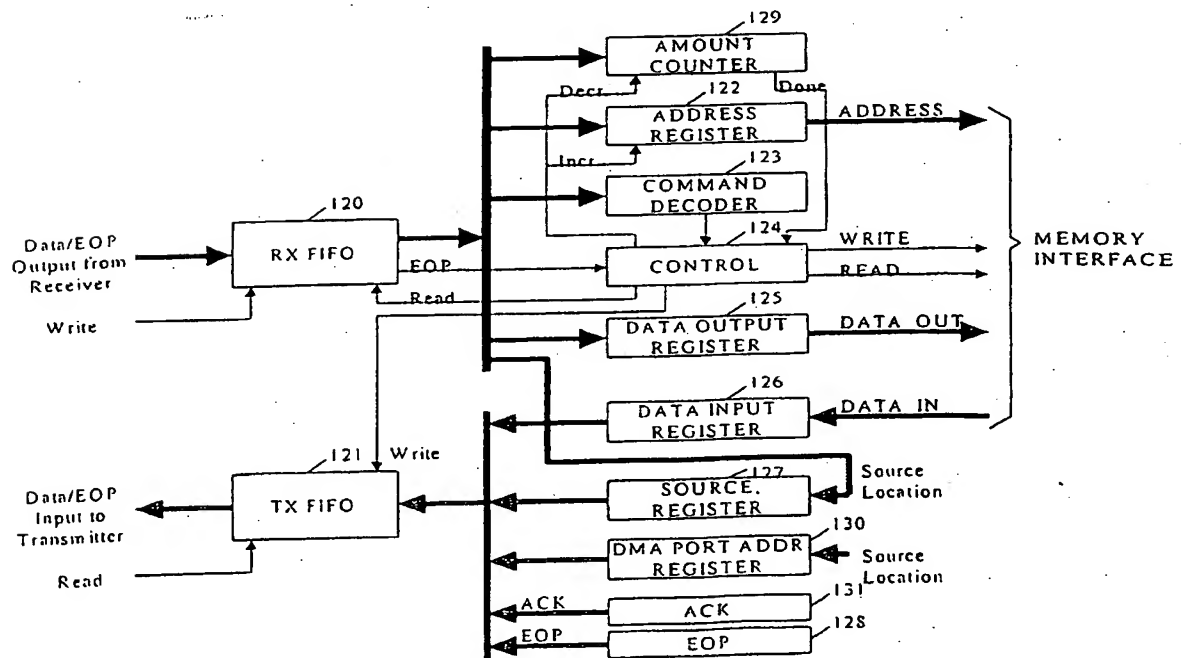 129
AMOUNT
COUNTER
Decr
Done
122
ADDRESS
REGISTER
ADDRESS
Incr
123
COMMAND
DECODER
120
Data/EOP
Output from
Receiver
RX FIFO
EOP
124
CONTROL
WRITE
READ
MEMORY
INTERFACE
Read
Write
125
DATA OUTPUT
REGISTER
DATA OUT
126
DATA INPUT
REGISTER
DATA IN
121
Write
127
SOURCE.
REGISTER
Source
Location
Data/EOP
Input to
Transmitter
TX FIFO
130
DMA PORT ADDR
REGISTER
Source
Location
Read
131
ACK
ACK
128
EOP
EOP